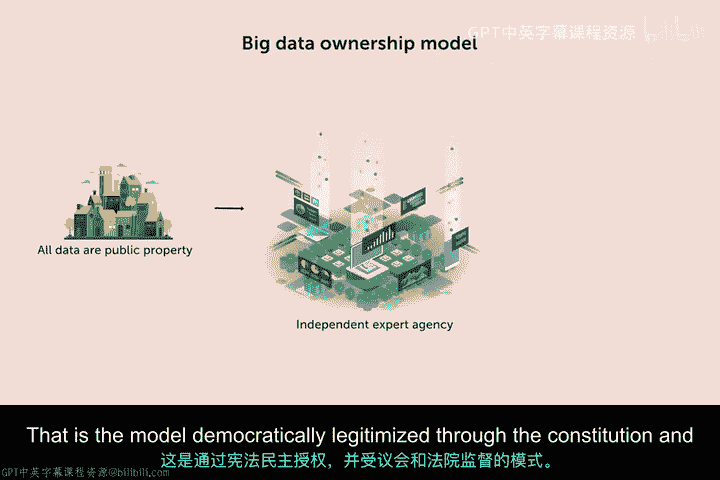 GPT中英字幕课程资源
Big data ownership model
All data are public property
Independent expert agency
That is the model democratically legitimized through the constitution and
这是通过宪法民主授权，并受议会和法院监督的模式。
GPT中英字幕课程资源@bilibili.com